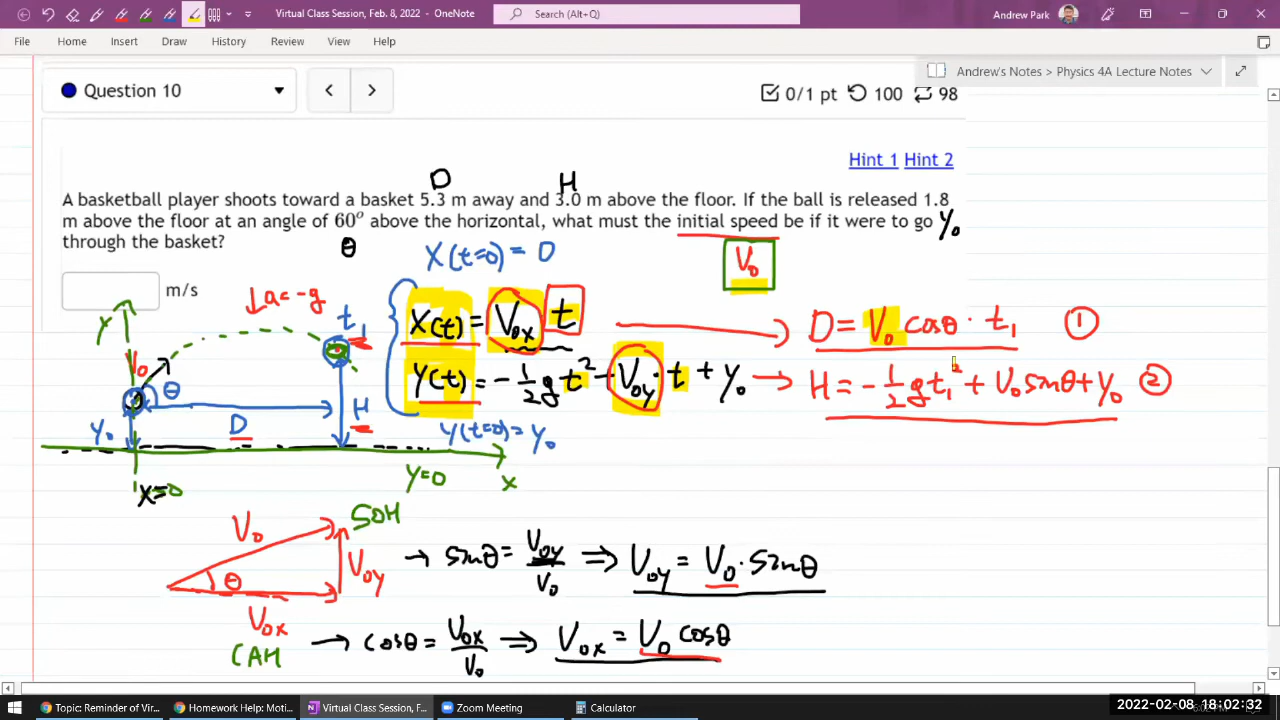 Virtual Class Session, Feb. 8, 2022 - OneNote
Search (Alt+Q)
Andrew Park
File Home Insert Draw History Review View Help
Andrew's Notes > Physics 4A Lecture Notes
Question 10
0/1 pt 100 98
Hint 1 Hint 2
D H
A basketball player shoots toward a basket 5.3 m away and 3.0 m above the floor. If the ball is released 1.8
m above the floor at an angle of 60° above the horizontal, what must the initial speed be if it were to go
through the basket?
y₀
θ
X(t=0) = 0
V₀
m/s
↓a=-g
y
t₁
V₀
θ
X(t) = V₀ₓ t
D = V₀ cosθ · t₁ ①
Y(t) = -½gt² + V₀y · t + y₀
H = -½gt₁² + V₀ sinθ + y₀ ②
y₀
D
H
Y(t=0) = y₀
X=0
Y=0
x
V₀
θ
V₀y
V₀ₓ
SOH
→ sinθ = V₀y/V₀ ⇒ V₀y = V₀ · sinθ
CAH
→ cosθ = V₀ₓ/V₀ ⇒ V₀ₓ = V₀ cosθ
Topic: Reminder of Vir...
Homework Help: Moti...
Virtual Class Session, F...
Zoom Meeting
Calculator
2022-02-08 18:02:32